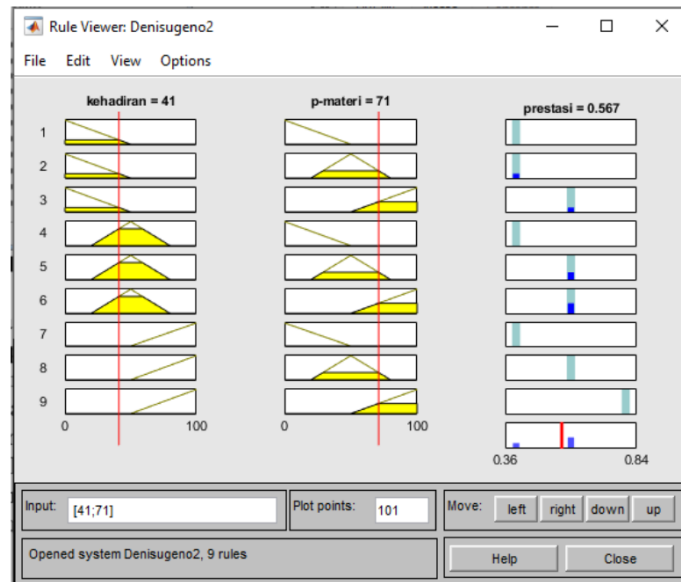 Rule Viewer: Denisugeno2
File Edit View Options
kehadiran = 41 p-materi = 71 prestasi = 0.567
1
2
3
4
5
6
7
8
9
0 100 0 100
0.36 0.84
Input: [41;71] Plot points: 101 Move: left right down up
Opened system Denisugeno2, 9 rules Help Close